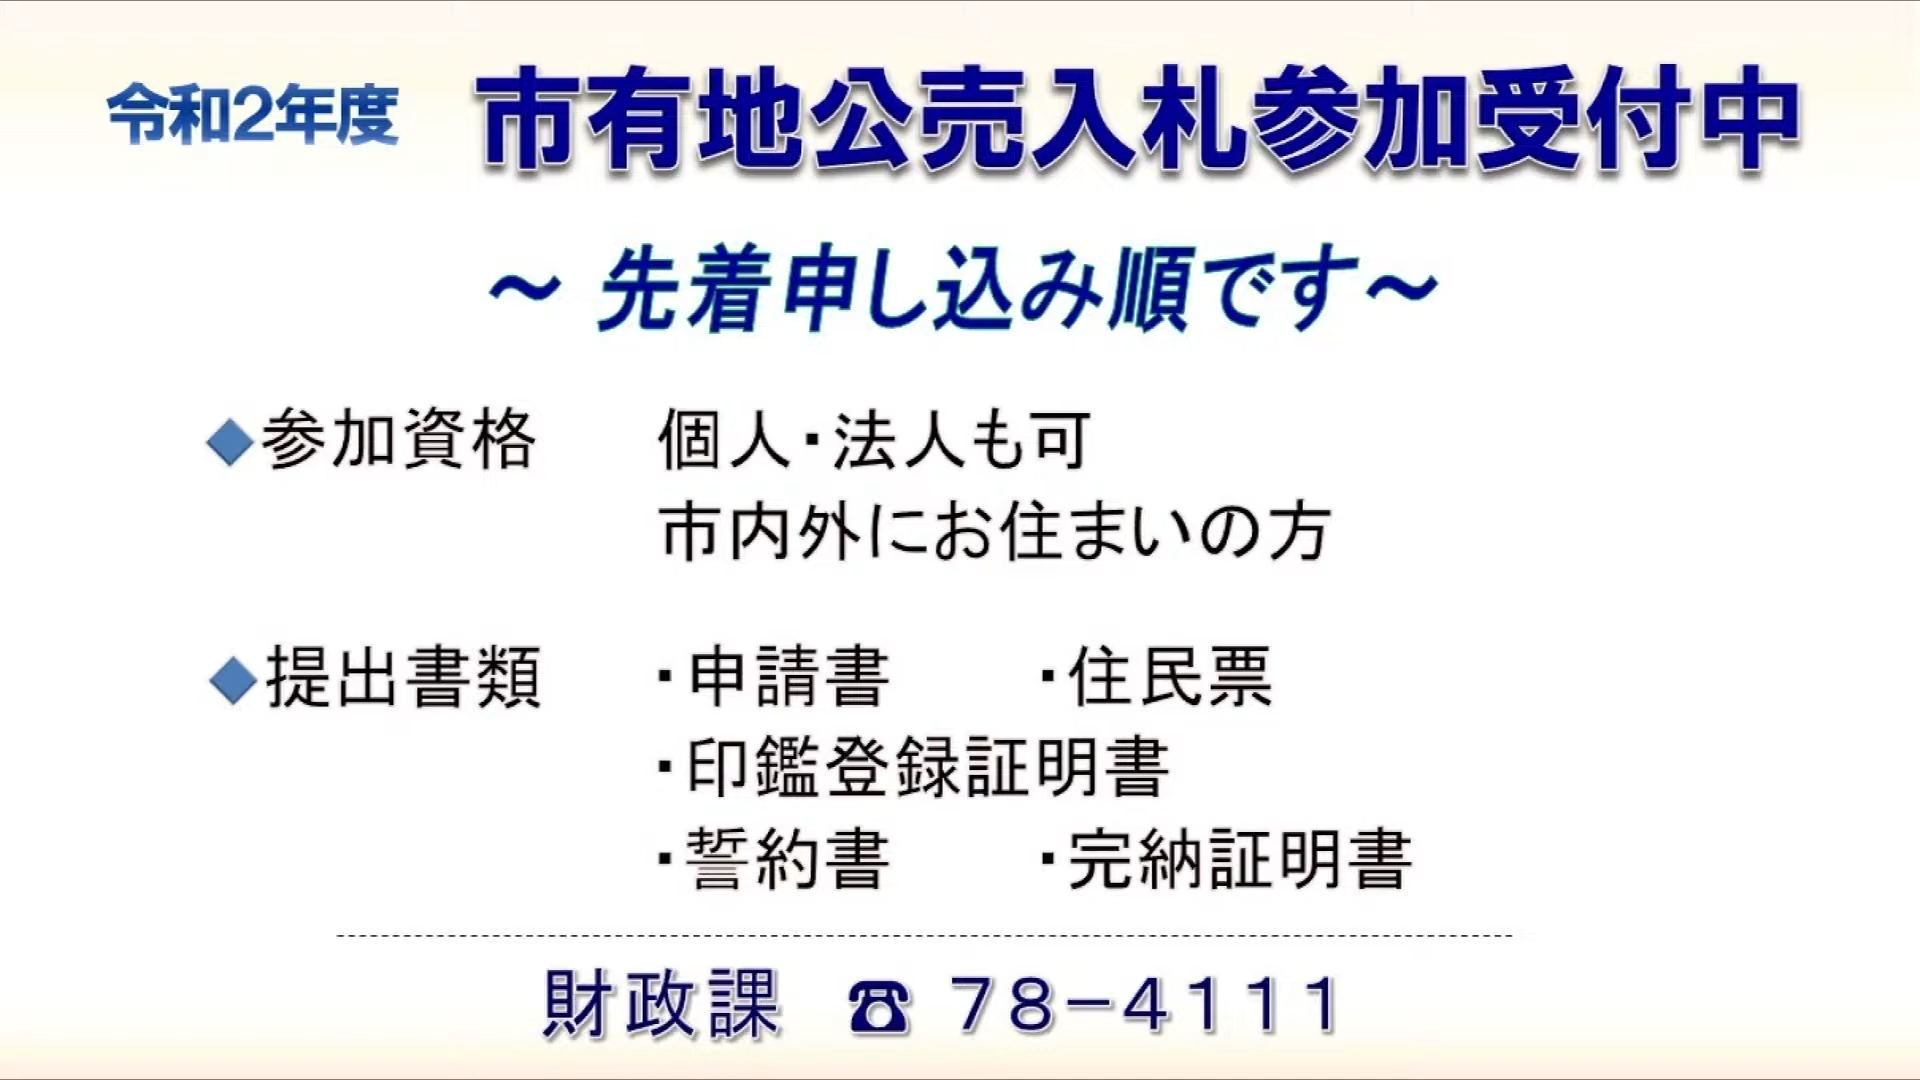 令和2年度 市有地公売入札参加受付中
～ 先着申し込み順です～
◆参加資格 個人・法人も可
市内外にお住まいの方
◆提出書類 ・申請書 ・住民票
・印鑑登録証明書
・誓約書 ・完納証明書
財政課 ☎ 78－4111